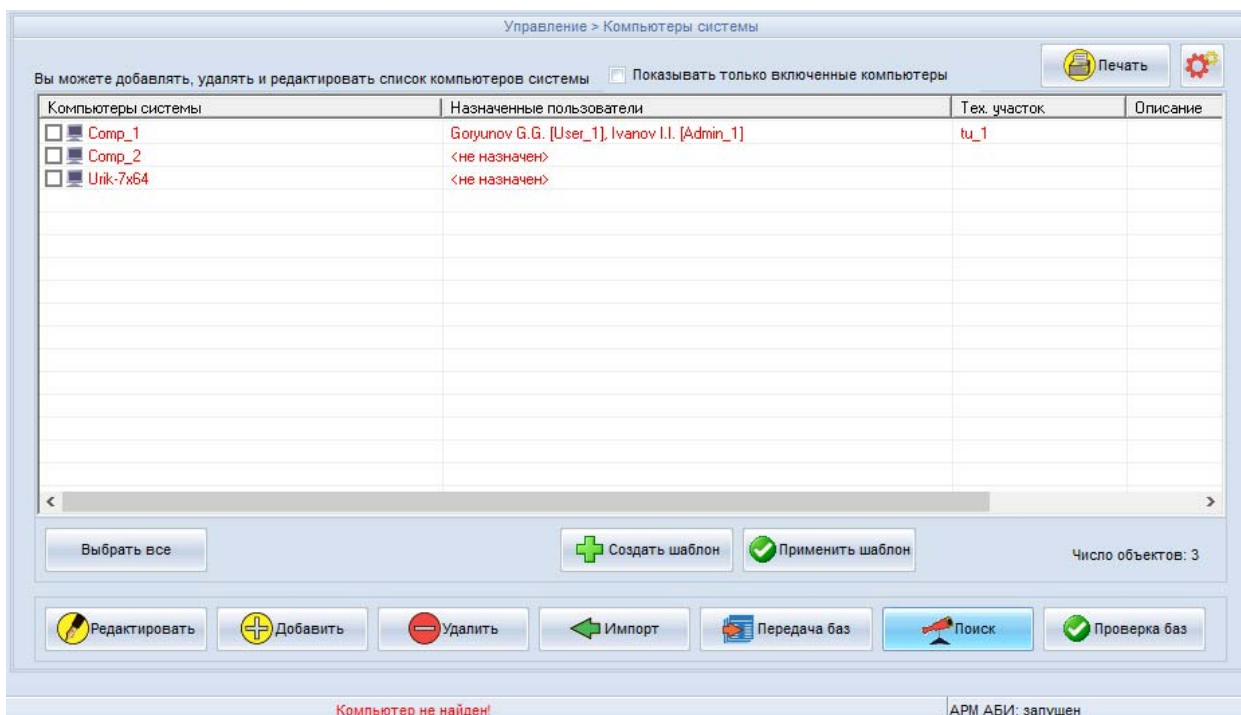 Управление > Компьютеры системы
Вы можете добавлять, удалять и редактировать список компьютеров системы Показывать только включенные компьютеры Печать
Компьютеры системы Назначенные пользователи Тех. участок Описание
Comp_1 Goryunov G.G. [User_1], Ivanov I.I. [Admin_1] tu_1
Comp_2 <не назначен>
Urik-7x64 <не назначен>
Выбрать все Создать шаблон Применить шаблон Число объектов: 3
Редактировать Добавить Удалить Импорт Передача баз Поиск Проверка баз
Компьютер не найден! АРМ АБИ: запущен